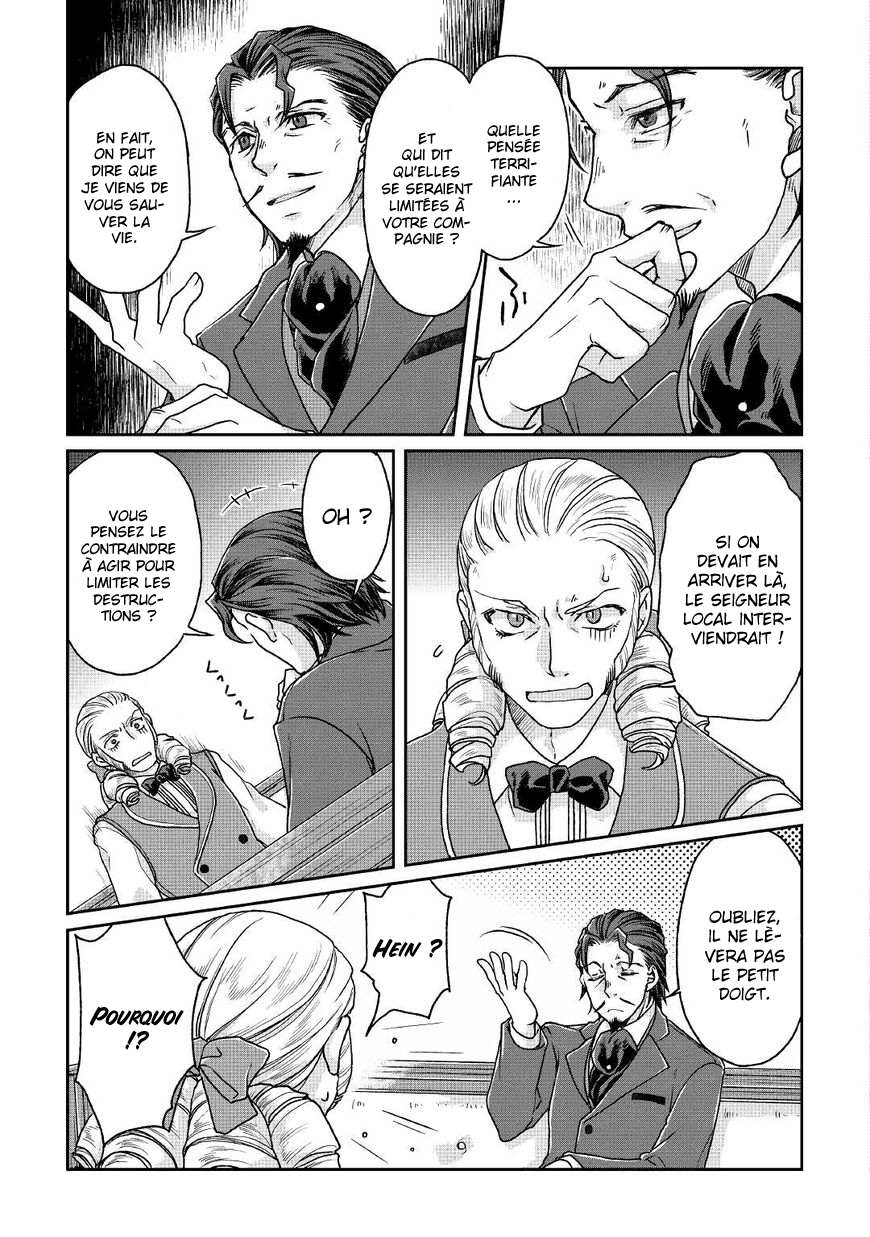 QUELLE
PENSÉE
TERRI-
FIANTE
...
ET
QUI DIT
QU'ELLES
SE SERAIENT
LIMITÉES À
VOTRE COM-
PAGNIE ?
EN FAIT,
ON PEUT
DIRE QUE
JE VIENS DE
VOUS SAU-
VER LA
VIE.
SI ON
DEVAIT EN
ARRIVER LÀ,
LE SEIGNEUR
LOCAL INTER-
VIENDRAIT !
OH ?
VOUS
PENSEZ LE
CONTRAINDRE
À AGIR POUR
LIMITER LES
DESTRUC-
TIONS ?
OUBLIEZ,
IL NE LÈ-
VERA PAS
LE PETIT
DOIGT.
HEIN ?
POURQUOI
!?